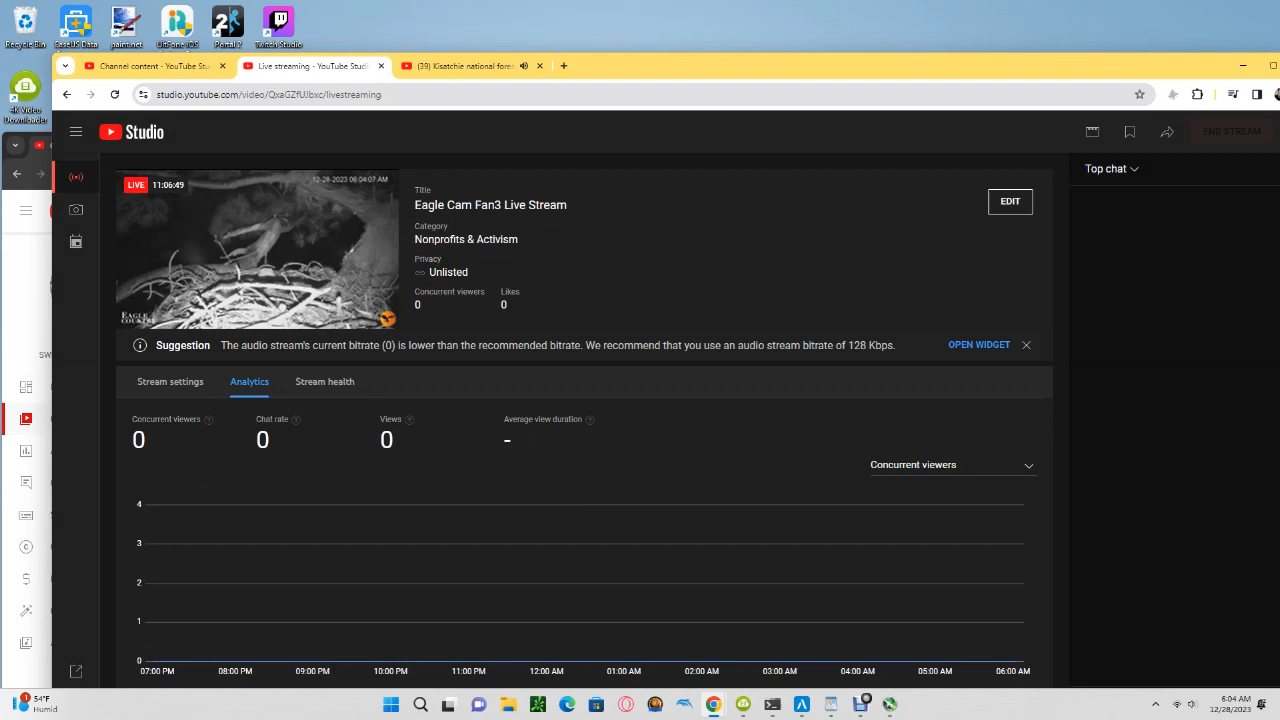 Recycle Bin
EaseUS Data
paint.net
UltFone iOS
Portal 2
Twitch Studio
4K Video
Downloader
Channel content - YouTube Stu
Live streaming - YouTube Studi
(39) Kisatchie national fores
studio.youtube.com/video/QxaGZfUJbxc/livestreaming
Studio
END STREAM
LIVE 11:06:49
12-28-2023 06:04:07 AM
EAGLE
COUNTRY
Title
Eagle Cam Fan3 Live Stream
EDIT
Category
Nonprofits & Activism
Privacy
Unlisted
Concurrent viewers Likes
0 0
Top chat
Suggestion The audio stream's current bitrate (0) is lower than the recommended bitrate. We recommend that you use an audio stream bitrate of 128 Kbps.
OPEN WIDGET
Stream settings Analytics Stream health
Concurrent viewers Chat rate Views Average view duration
0 0 0 -
Concurrent viewers
4
3
2
1
0
07:00 PM 08:00 PM 09:00 PM 10:00 PM 11:00 PM 12:00 AM 01:00 AM 02:00 AM 03:00 AM 04:00 AM 05:00 AM 06:00 AM
SW
1
54°F
Humid
6:04 AM
12/28/2023